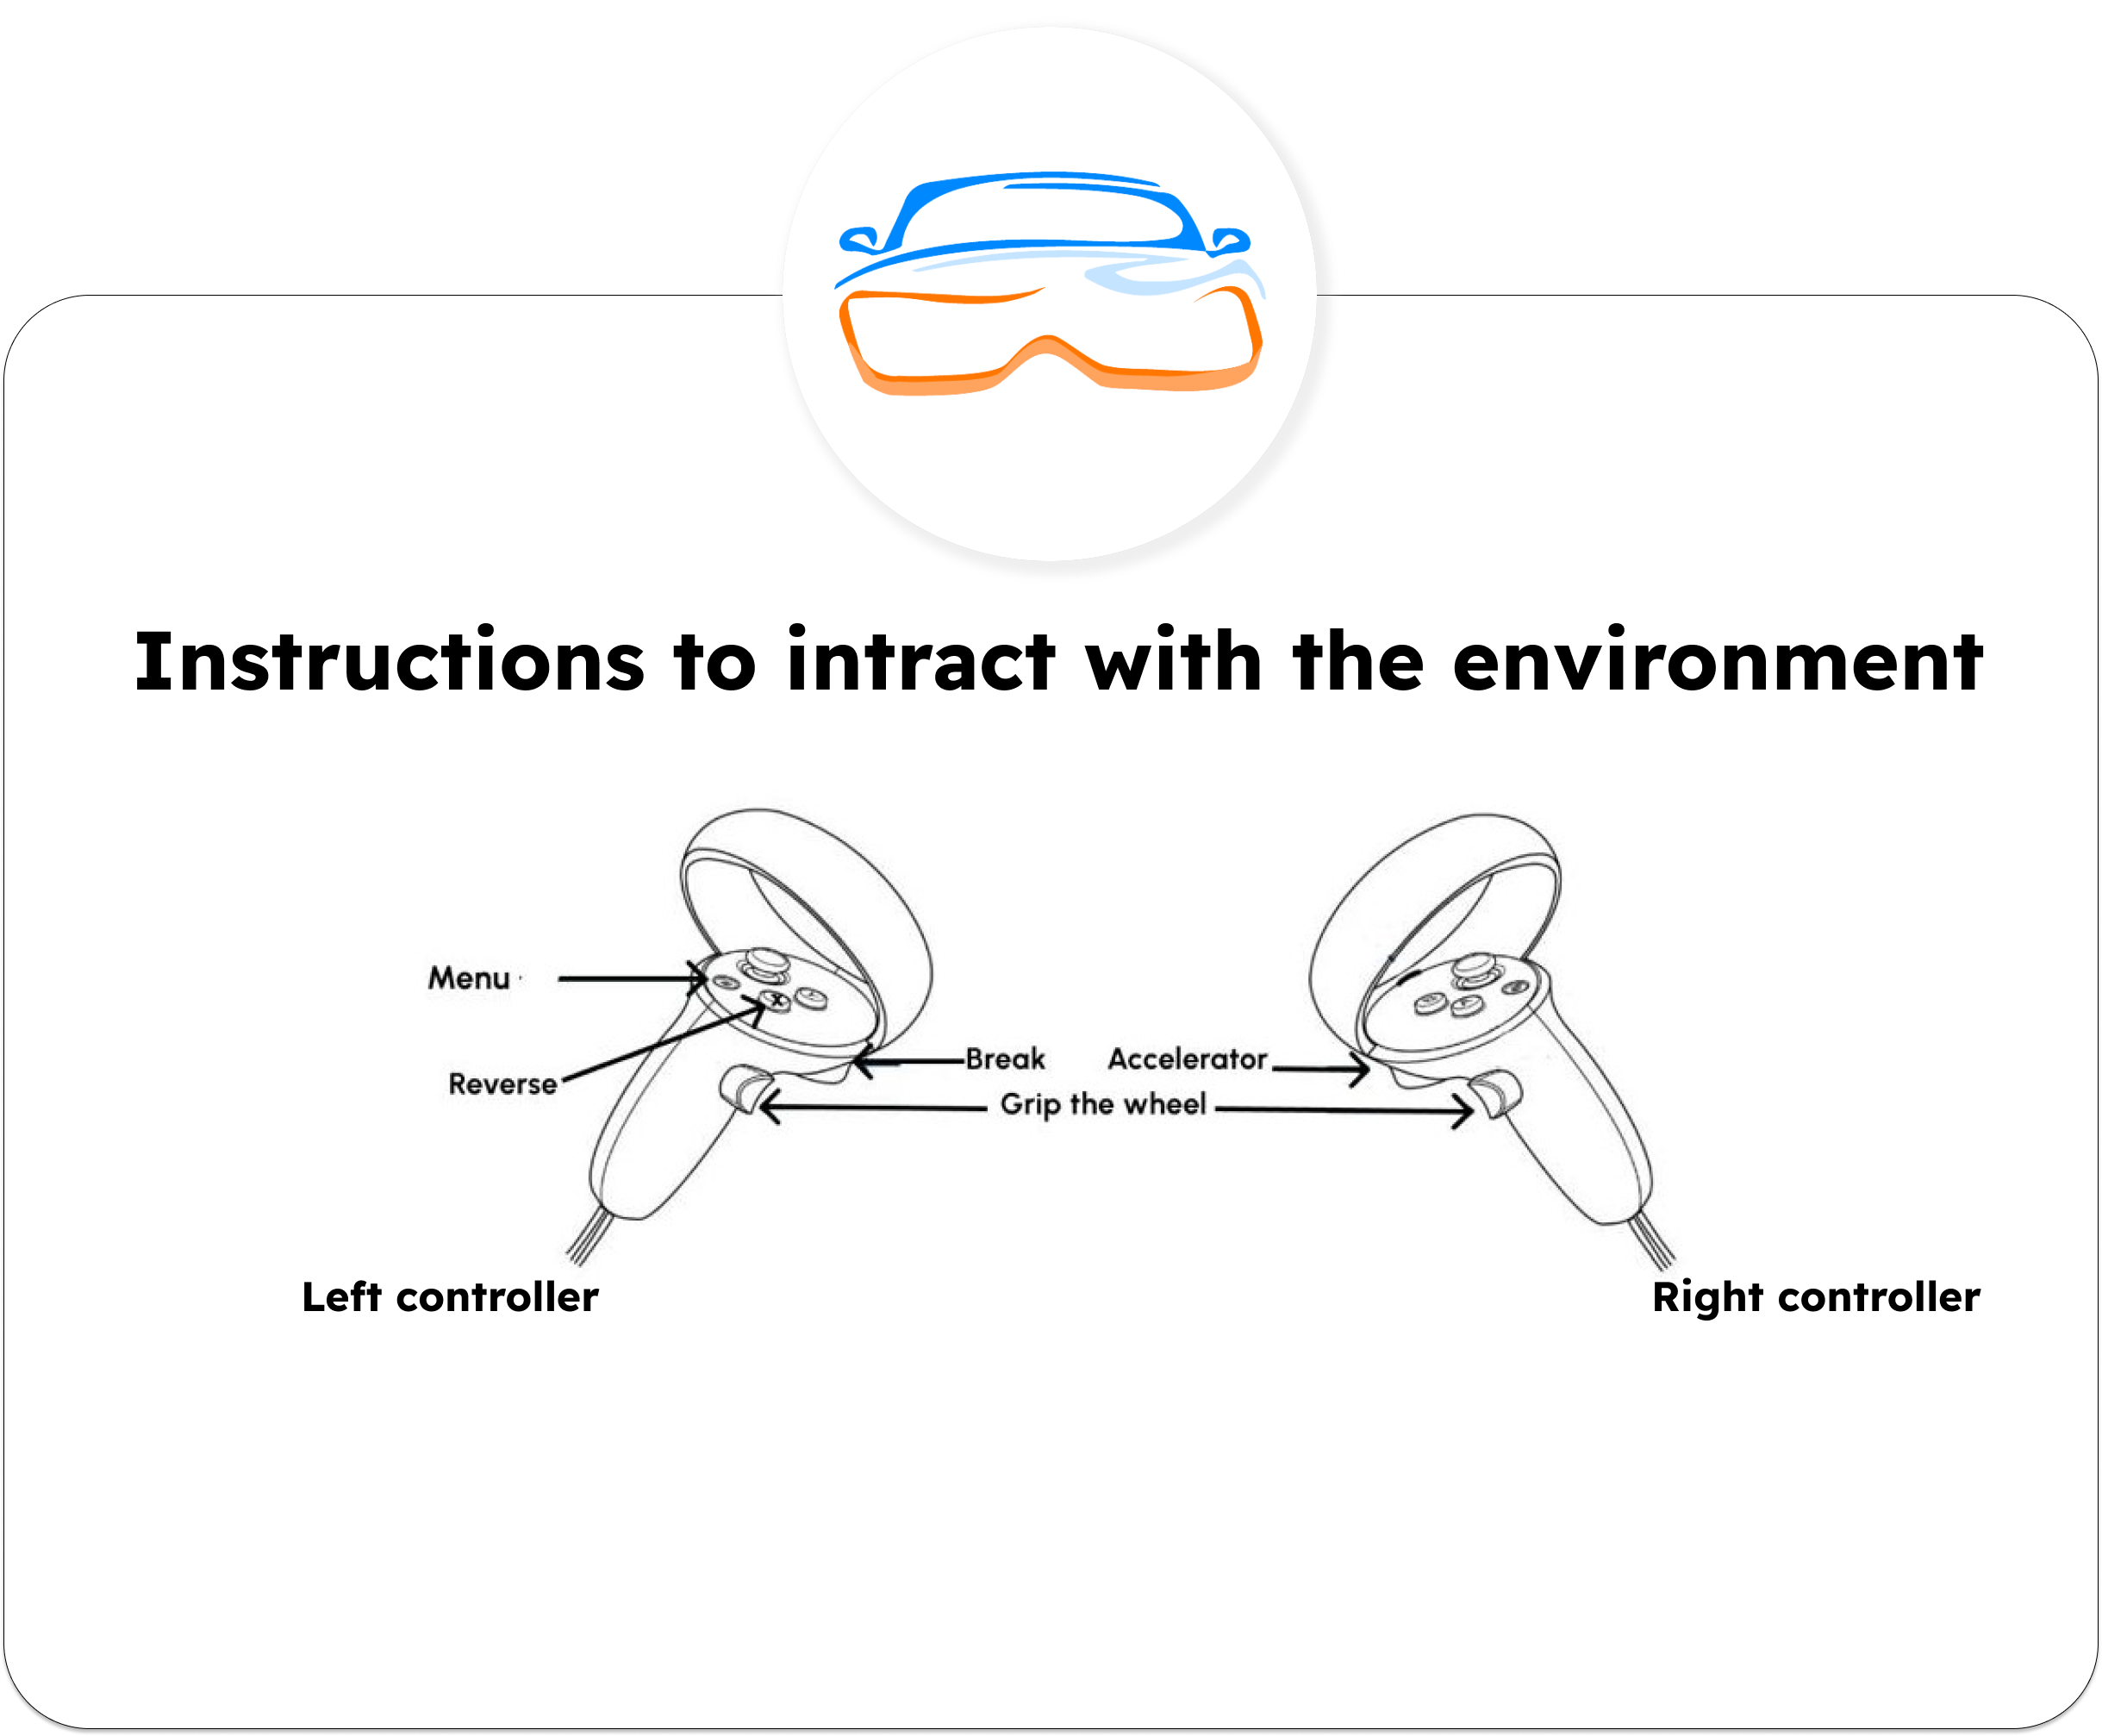 Instructions to intract with the environment
Menu
X
Reverse
Break
Accelerator
Grip the wheel
Left controller
Right controller